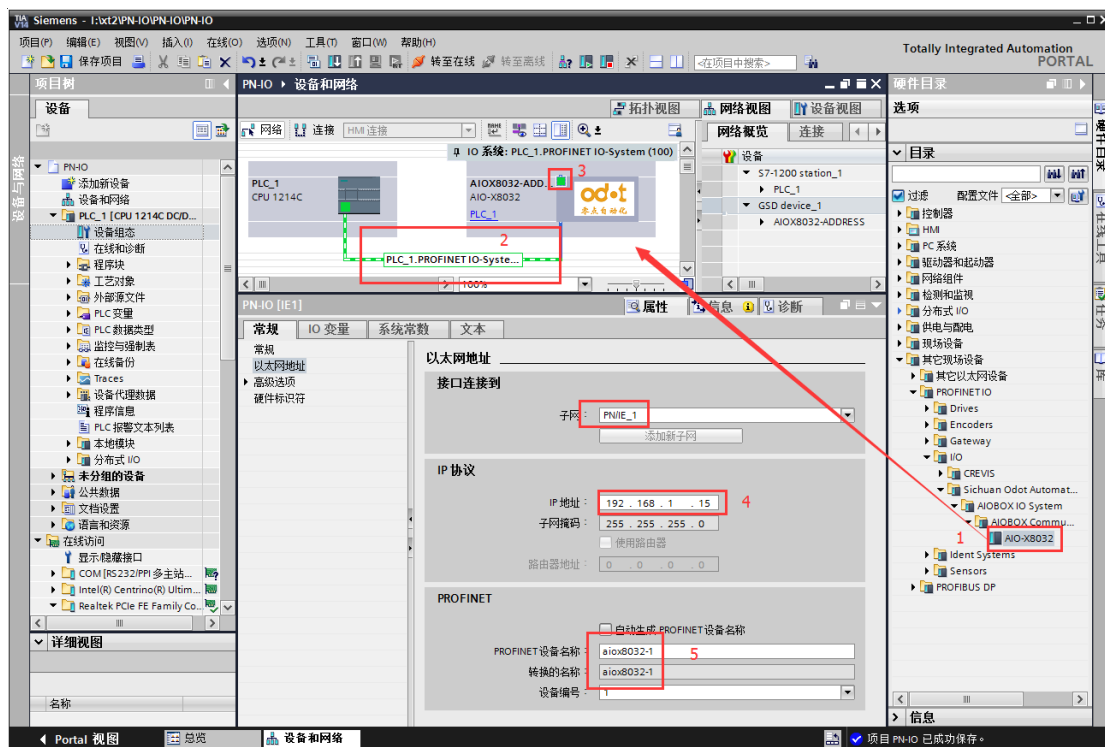 Siemens - I:\xt2\PN-IO\PN-IO\PN-IO
项目(P) 编辑(E) 视图(V) 插入(I) 在线(O) 选项(N) 工具(T) 窗口(W) 帮助(H)
Totally Integrated Automation
PORTAL
保存项目 转至在线 转至离线 <在项目中搜索>
项目树
PN-IO 设备和网络
硬件目录
设备
拓扑视图 网络视图 设备视图
选项
网络 连接 HMI 连接
网络概览 连接
IO 系统: PLC_1.PROFINET IO-System (100)
设备
S7-1200 station_1
PLC_1
GSD device_1
AIOX8032-ADDRESS
PLC_1
CPU 1214C
AIOX8032-ADD...
AIO-X8032
PLC_1
odot
零点自动化
3
2
PLC_1.PROFINET IO-Syste...
100%
PN-IO
添加新设备
设备和网络
PLC_1 [CPU 1214C DC/D...
设备组态
在线和诊断
程序块
工艺对象
外部源文件
PLC 变量
PLC 数据类型
监控与强制表
在线备份
Traces
设备代理数据
程序信息
PLC 报警文本列表
本地模块
分布式 I/O
未分组的设备
公共数据
文档设置
语言和资源
在线访问
显示/隐藏接口
COM [RS232/PPI 多主站...
Intel(R) Centrino(R) Ultim...
Realtek PCIe FE Family Co...
详细视图
名称
PN-IO [IE1]
属性 信息 诊断
常规 IO 变量 系统常数 文本
常规
以太网地址
高级选项
硬件标识符
以太网地址
接口连接到
子网: PN/IE_1
添加新子网
IP 协议
IP 地址: 192 . 168 . 1 . 15 4
子网掩码: 255 . 255 . 255 . 0
使用路由器
路由器地址: 0 . 0 . 0 . 0
PROFINET
自动生成 PROFINET 设备名称
PROFINET 设备名称: aiox8032-1 5
转换的名称: aiox8032-1
设备编号: 1
目录
过滤 配置文件 <全部>
控制器
HMI
PC 系统
驱动器和起动器
网络组件
检测和监视
分布式 I/O
供电与配电
现场设备
其它现场设备
其它以太网设备
PROFINET IO
Drives
Encoders
Gateway
I/O
CREVIS
Sichuan Odot Automat...
AIOBOX IO System
AIOBOX Commu...
1 AIO-X8032
Ident Systems
Sensors
PROFIBUS DP
信息
硬件目录
在线工具
任务
库
设备与网络
Portal 视图 总览 设备和网络
项目 PN-IO 已成功保存。